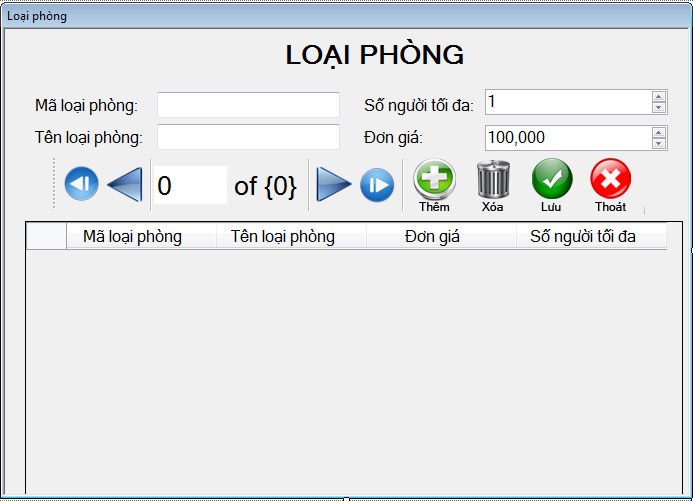 Loại phòng
LOẠI PHÒNG
Mã loại phòng: Số người tối đa: 1
Tên loại phòng: Đơn giá: 100,000
0 of {0} Thêm Xóa Lưu Thoát
Mã loại phòng Tên loại phòng Đơn giá Số người tối đa